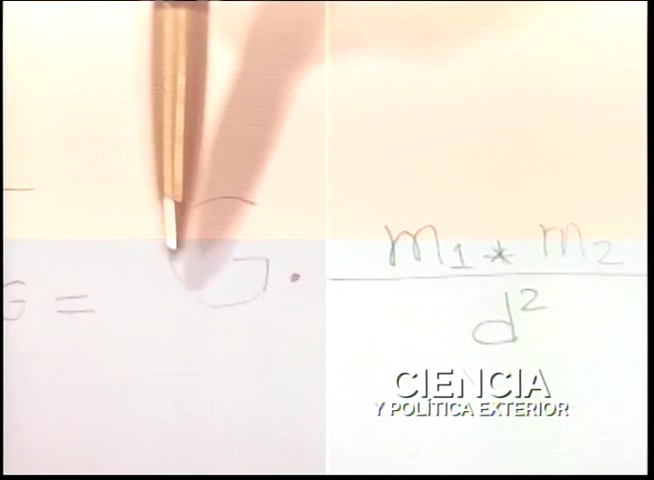 G = G · m₁ * m₂
d²
CIENCIA
Y POLÍTICA EXTERIOR